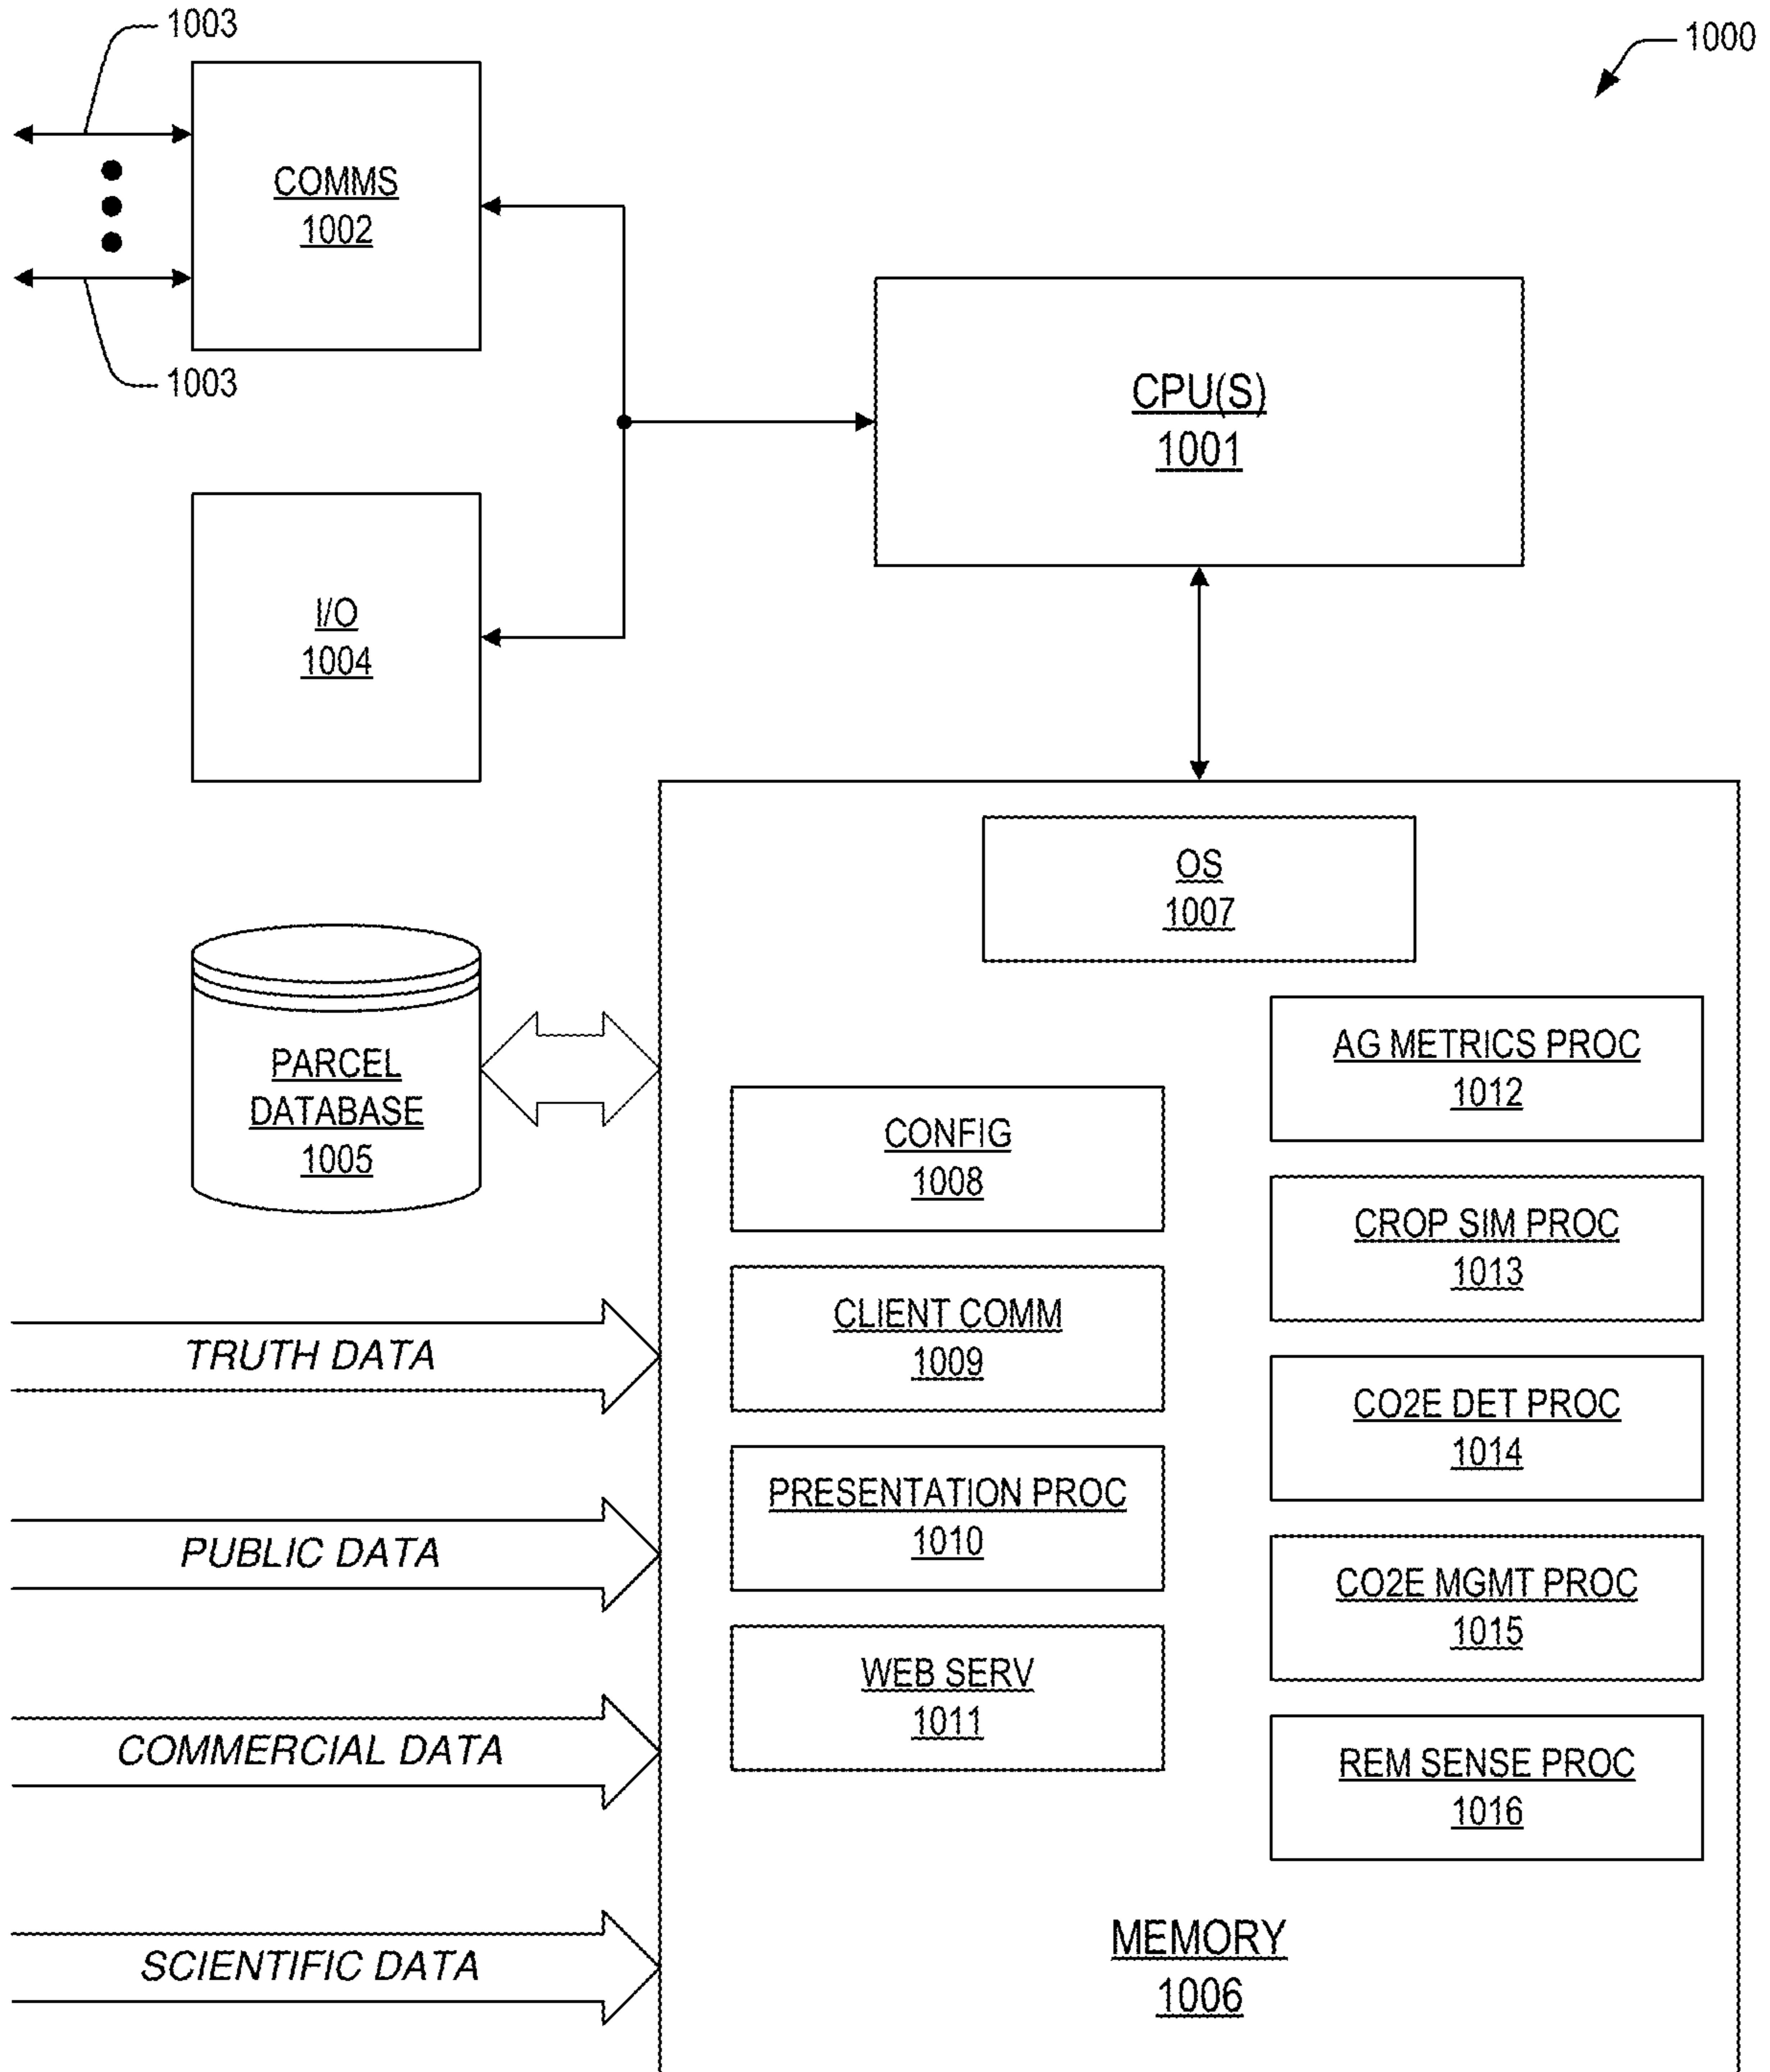 1003
1000
COMMS
1002
1003
CPU(S)
1001
I/O
1004
OS
1007
PARCEL
DATABASE
1005
AG METRICS PROC
1012
CONFIG
1008
CROP SIM PROC
1013
TRUTH DATA
CLIENT COMM
1009
CO2E DET PROC
1014
PUBLIC DATA
PRESENTATION PROC
1010
CO2E MGMT PROC
1015
COMMERCIAL DATA
WEB SERV
1011
REM SENSE PROC
1016
SCIENTIFIC DATA
MEMORY
1006